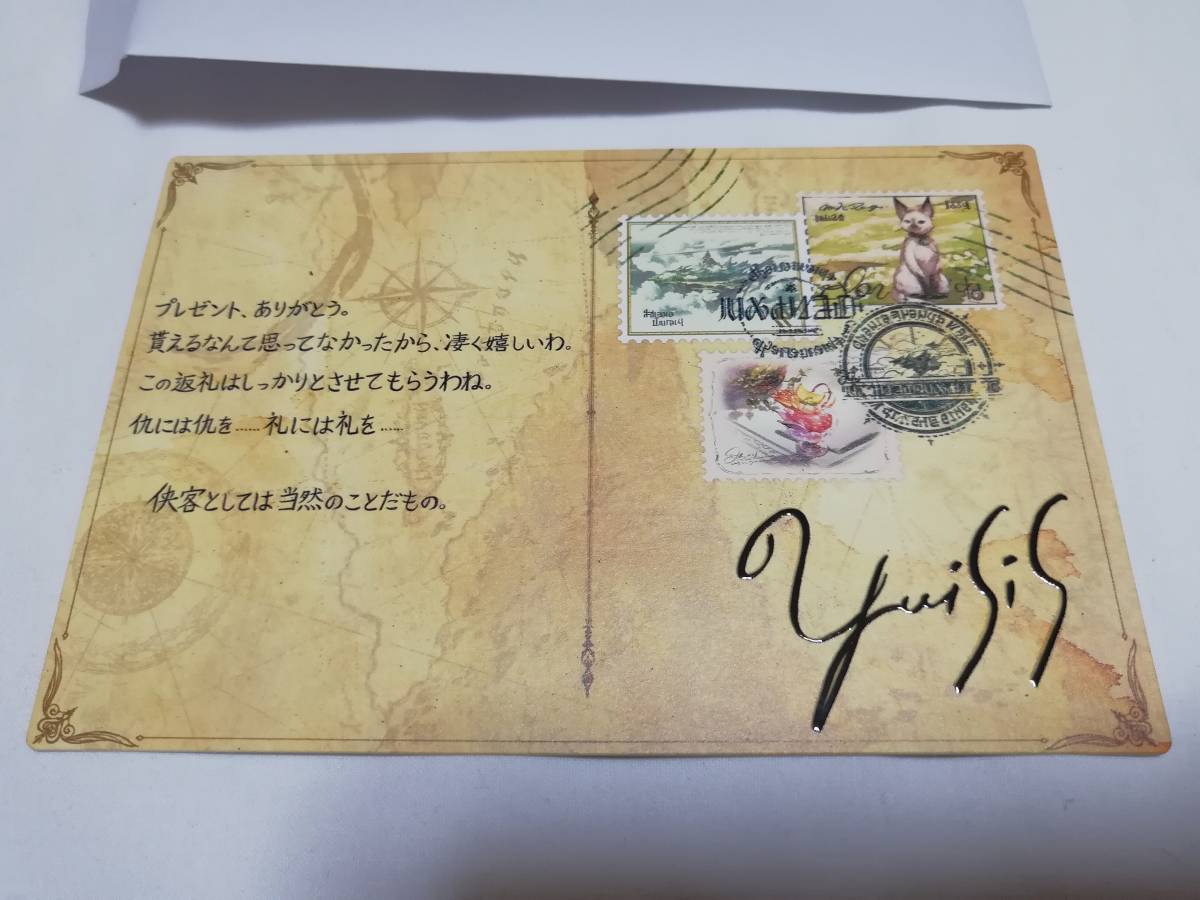 プレゼント、ありがとう。
貰えるなんて思ってなかったから、凄く嬉しいわ。
この返礼はしっかりとさせてもらうわね。
仇には仇を……礼には礼を……
侠客としては当然のことだもの。
Yuisis